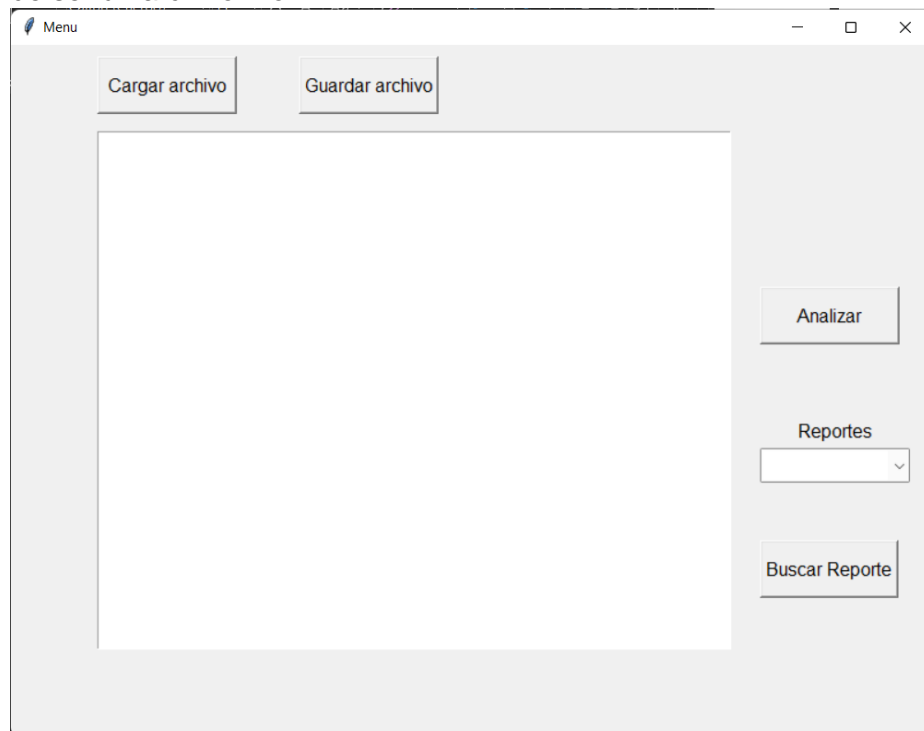 Menu
Cargar archivo
Guardar archivo
Analizar
Reportes
Buscar Reporte